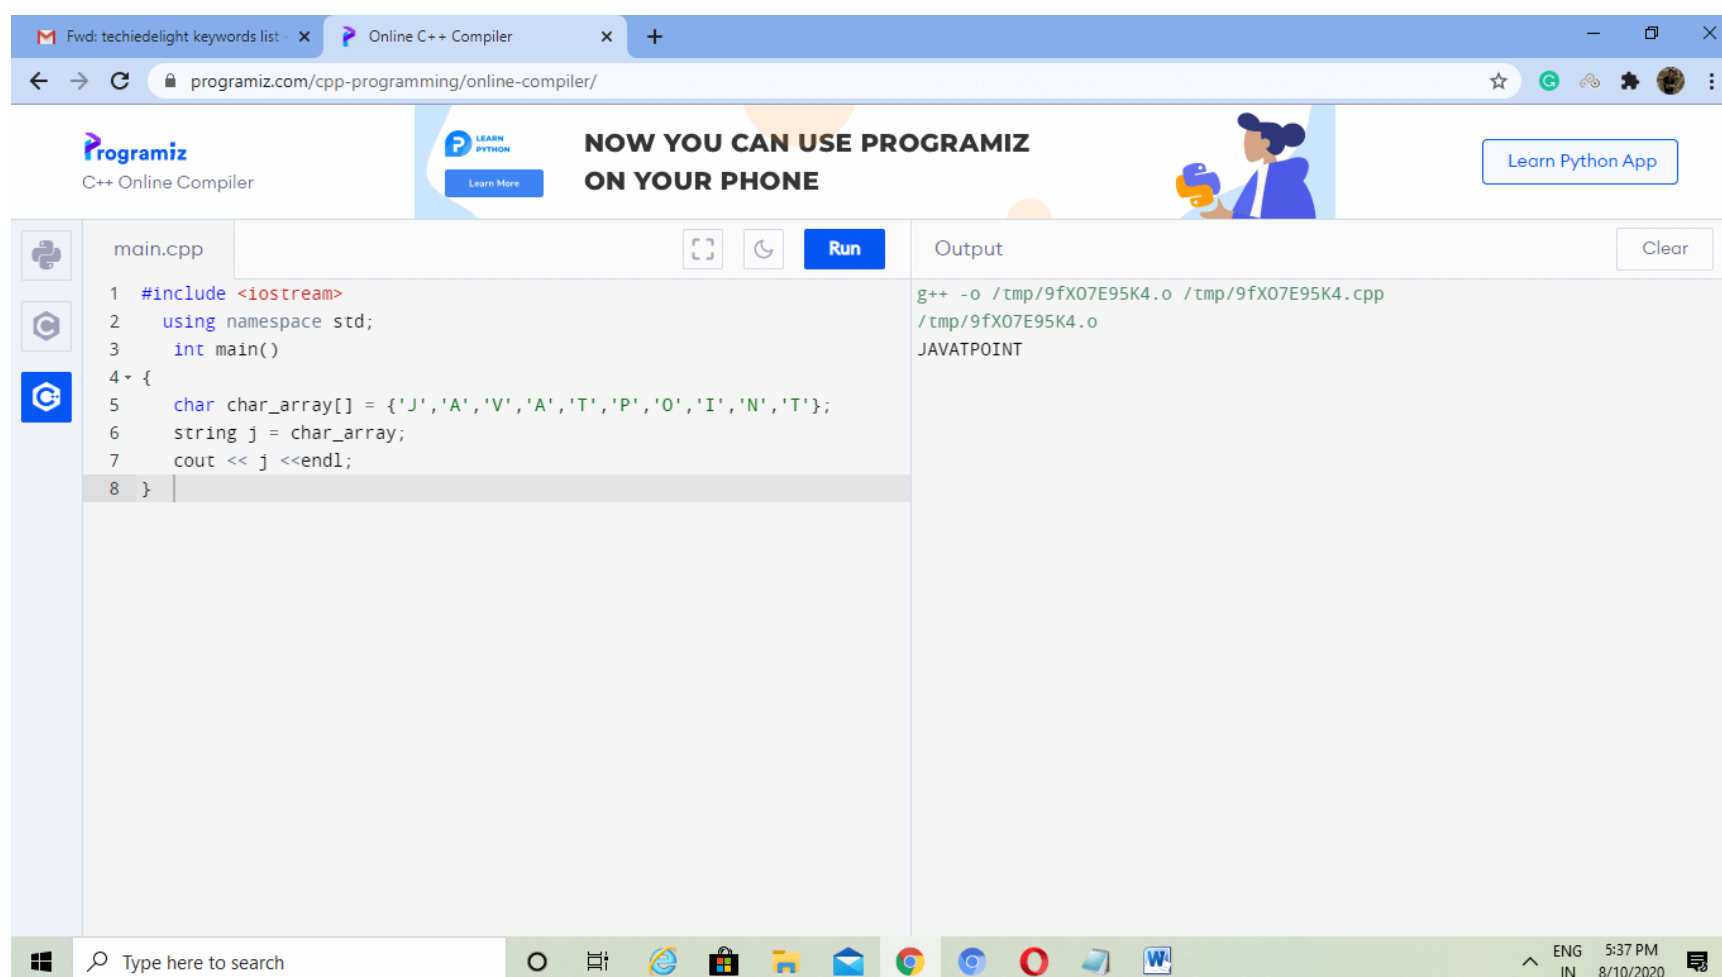 Fwd: techiedelight keywords list -
Online C++ Compiler
programiz.com/cpp-programming/online-compiler/
Programiz
C++ Online Compiler
LEARN
PYTHON
Learn More
NOW YOU CAN USE PROGRAMIZ
ON YOUR PHONE
Learn Python App
main.cpp
Run
Output
Clear
1 #include <iostream>
2 using namespace std;
3 int main()
4 {
5 char char_array[] = {'J','A','V','A','T','P','O','I','N','T'};
6 string j = char_array;
7 cout << j <<endl;
8 }
g++ -o /tmp/9fXO7E95K4.o /tmp/9fXO7E95K4.cpp
/tmp/9fXO7E95K4.o
JAVATPOINT
Type here to search
ENG
IN
5:37 PM
8/10/2020